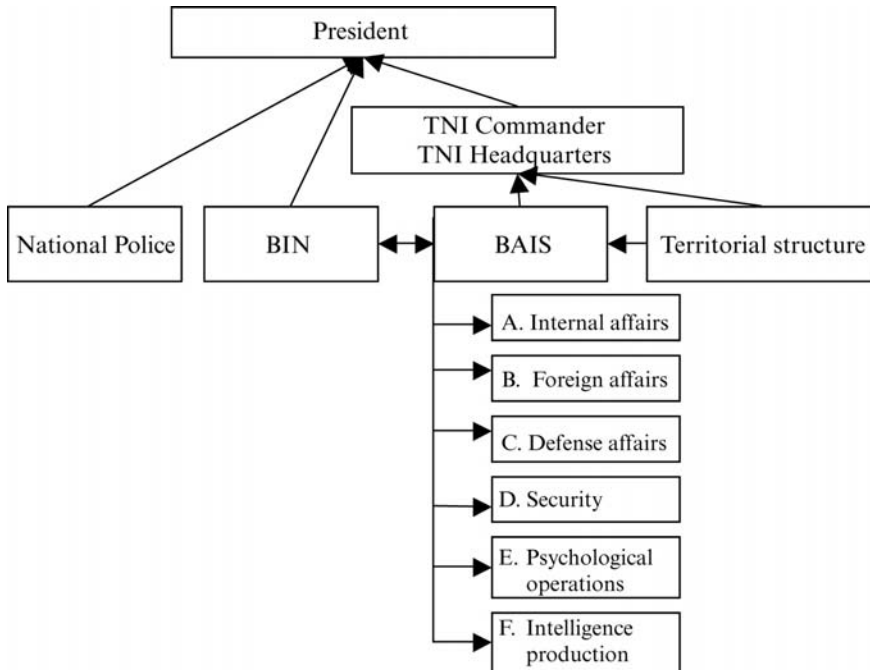 President
TNI Commander
TNI Headquarters
National Police
BIN
BAIS
Territorial structure
A. Internal affairs
B. Foreign affairs
C. Defense affairs
D. Security
E. Psychological
operations
F. Intelligence
production